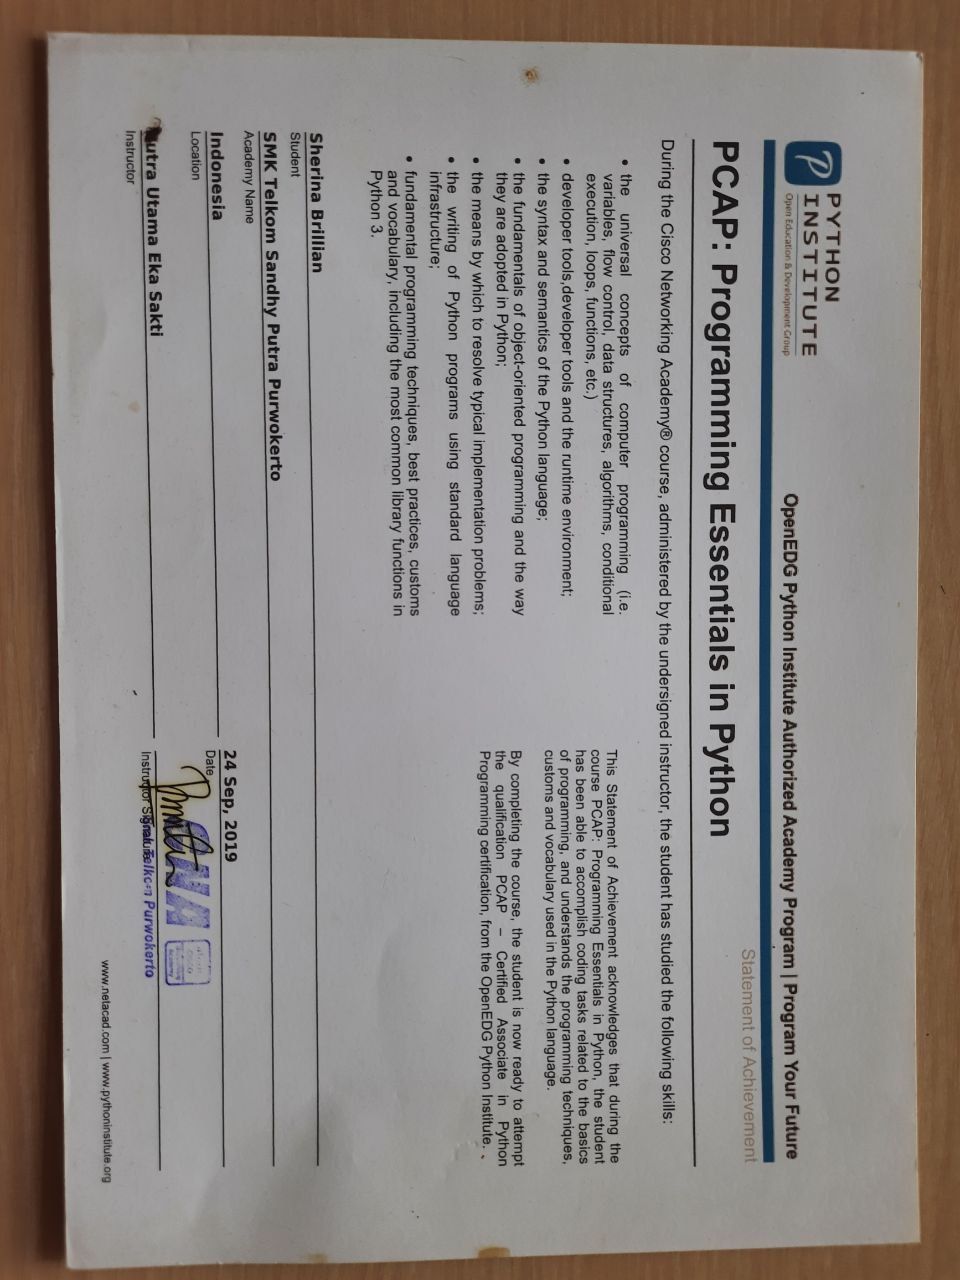 PYTHON
INSTITUTE
Open Education & Development Group
OpenEDG Python Institute Authorized Academy Program | Program Your Future
Statement of Achievement
PCAP: Programming Essentials in Python
During the Cisco Networking Academy® course, administered by the undersigned instructor, the student has studied the following skills:
• the universal concepts of computer programming (i.e.
variables, flow control, data structures, algorithms, conditional
execution, loops, functions, etc.)
• developer tools,developer tools and the runtime environment;
• the syntax and semantics of the Python language;
• the fundamentals of object-oriented programming and the way
they are adopted in Python;
• the means by which to resolve typical implementation problems;
• the writing of Python programs using standard language
infrastructure;
• fundamental programming techniques, best practices, customs
and vocabulary, including the most common library functions in
Python 3.
This Statement of Achievement acknowledges that during the
course PCAP: Programming Essentials in Python, the student
has been able to accomplish coding tasks related to the basics
of programming, and understands the programming techniques,
customs and vocabulary used in the Python language.
By completing the course, the student is now ready to attempt
the qualification PCAP – Certified Associate in Python
Programming certification, from the OpenEDG Python Institute.
Sherina Brillian
Student
SMK Telkom Sandhy Putra Purwokerto
Academy Name
Indonesia
Location
24 Sep, 2019
Date
CNA
Utama Eka Sakti
Instructor
Instructor Signature
Smk Telkom Purwokerto
www.netacad.com | www.pythoninstitute.org